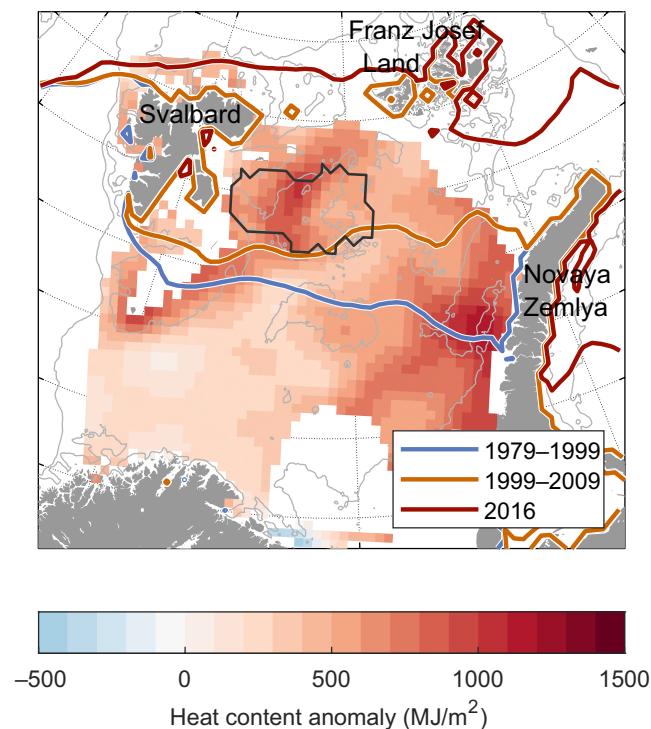 Franz Josef
Land
Svalbard
Novaya
Zemlya
1979–1999
1999–2009
2016
–500 0 500 1000 1500
Heat content anomaly (MJ/m²)